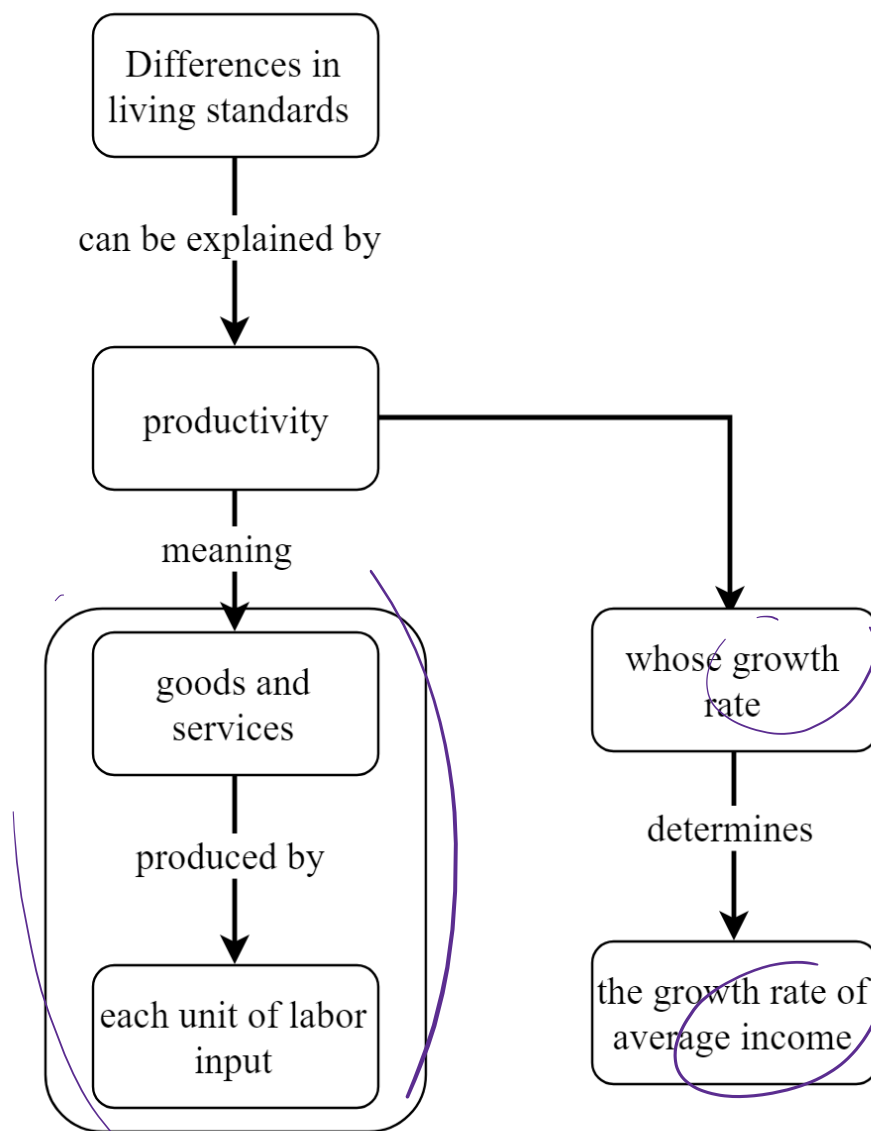 Differences in
living standards
can be explained by
productivity
meaning
goods and
services
produced by
each unit of labor
input
whose growth
rate
determines
the growth rate of
average income